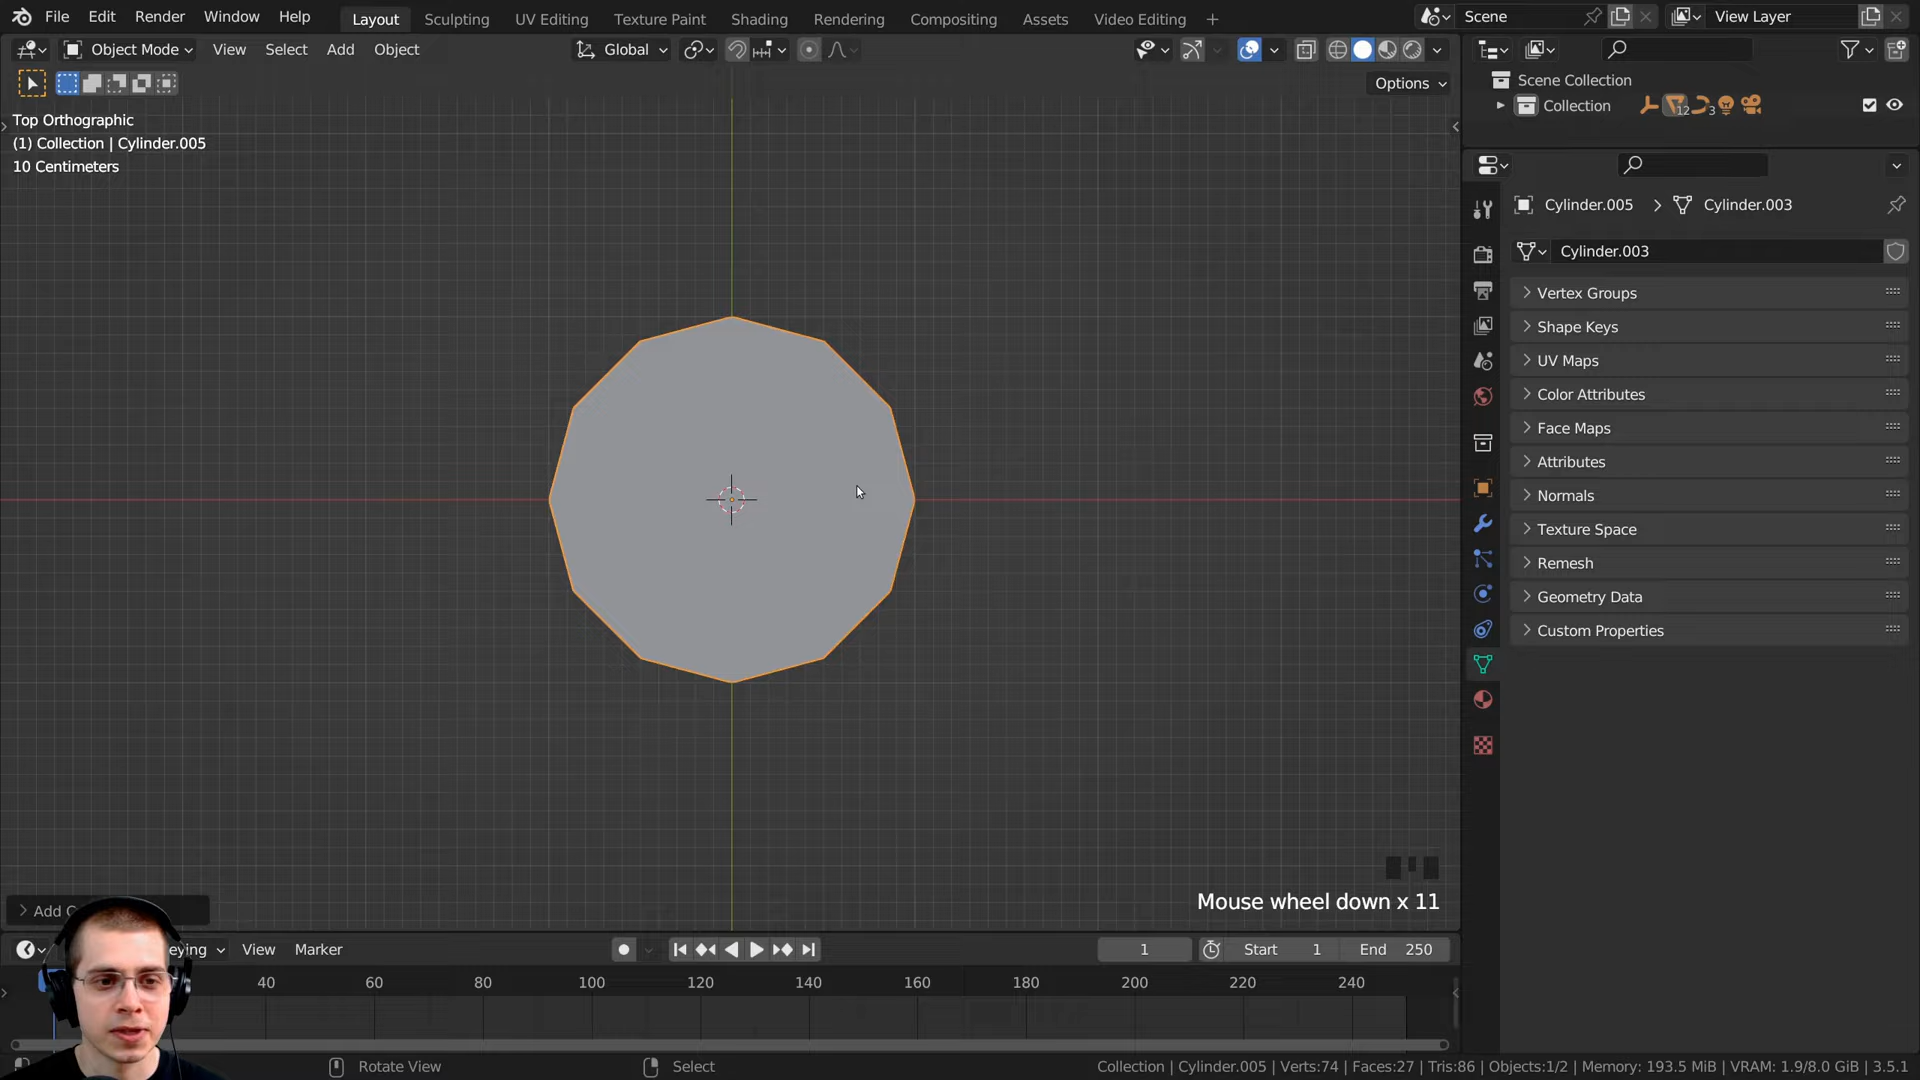 File Edit Render Window Help Layout Sculpting UV Editing Texture Paint Shading Rendering Compositing Assets Video Editing Scene View Layer
Object Mode View Select Add Object Global
Options
Scene Collection
Collection 12 3
Top Orthographic
(1) Collection | Cylinder.005
10 Centimeters
Cylinder.005 Cylinder.003
Cylinder.003
Vertex Groups
Shape Keys
UV Maps
Color Attributes
Face Maps
Attributes
Normals
Texture Space
Remesh
Geometry Data
Custom Properties
Mouse wheel down x 11
Add
View Marker 1 Start 1 End 250
40 60 80 100 120 140 160 180 200 220 240
Rotate View Select Collection | Cylinder.005 | Verts:74 | Faces:27 | Tris:86 | Objects:1/2 | Memory: 193.5 MiB | VRAM: 1.9/8.0 GiB | 3.5.1